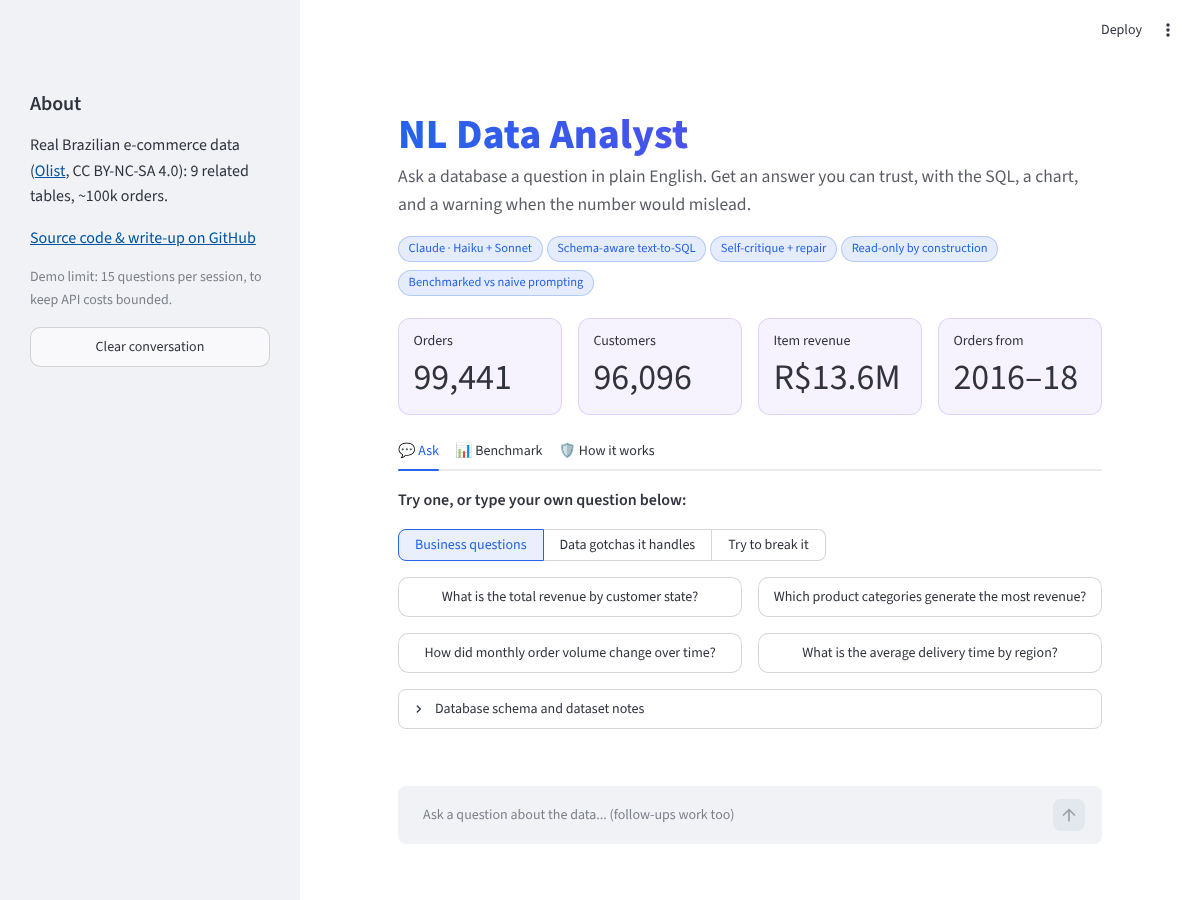 Deploy
About
Real Brazilian e-commerce data
(Olist, CC BY-NC-SA 4.0): 9 related
tables, ~100k orders.
Source code & write-up on GitHub
Demo limit: 15 questions per session, to
keep API costs bounded.
Clear conversation
NL Data Analyst
Ask a database a question in plain English. Get an answer you can trust, with the SQL, a chart,
and a warning when the number would mislead.
Claude · Haiku + Sonnet
Schema-aware text-to-SQL
Self-critique + repair
Read-only by construction
Benchmarked vs naive prompting
Orders
99,441
Customers
96,096
Item revenue
R$13.6M
Orders from
2016–18
💬 Ask
📊 Benchmark
🛡️ How it works
Try one, or type your own question below:
Business questions
Data gotchas it handles
Try to break it
What is the total revenue by customer state?
Which product categories generate the most revenue?
How did monthly order volume change over time?
What is the average delivery time by region?
Database schema and dataset notes
Ask a question about the data... (follow-ups work too)